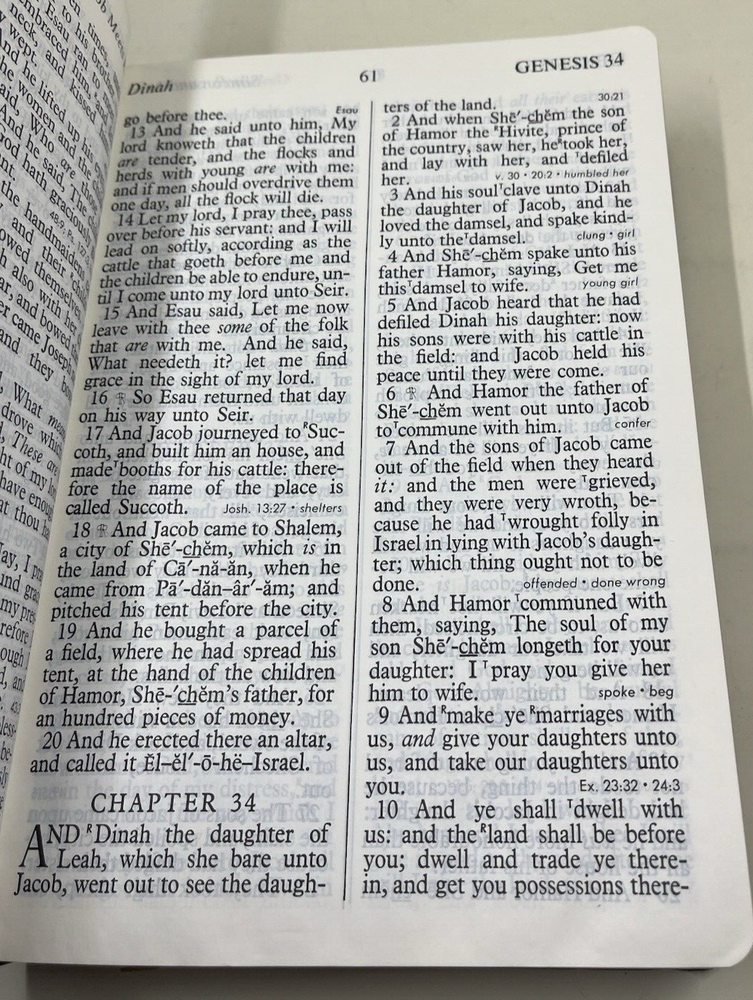 Dinah
61
GENESIS 34
go before thee. Esau
13 And he said unto him, My
lord knoweth that the children
are tender, and the flocks and
herds with young are with me:
and if men should overdrive them
one day, all the flock will die.
14 Let my lord, I pray thee, pass
over before his servant: and I will
lead on softly, according as the
cattle that goeth before me and
the children be able to endure, un-
til I come unto my lord unto Seir.
15 And Esau said, Let me now
leave with thee some of the folk
that are with me. And he said,
What needeth it? let me find
grace in the sight of my lord.
16 So Esau returned that day
on his way unto Seir.
17 And Jacob journeyed to ᴿSuc-
coth, and built him an house, and
made ᵀbooths for his cattle: there-
fore the name of the place is
called Succoth. Josh. 13:27 • shelters
18 And Jacob came to Shalem,
a city of Shē′-chĕm, which is in
the land of Cā′-nă-ăn, when he
came from Pā′-dăn-âr′-ăm; and
pitched his tent before the city.
19 And he bought a parcel of
a field, where he had spread his
tent, at the hand of the children
of Hamor, Shē-′chĕm's father, for
an hundred pieces of money.
20 And he erected there an altar,
and called it Ĕl–ĕl′-ō-hĕ–Israel.
CHAPTER 34
AND ᴿDinah the daughter of
Leah, which she bare unto
Jacob, went out to see the daugh-
ters of the land. 30:21
2 And when Shē′-chĕm the son
of Hamor the ᴿHivite, prince of
the country, saw her, he ᴿtook her,
and lay with her, and ᵀdefiled
her. v. 30 • 20:2 • humbled her
3 And his soul ᵀclave unto Dinah
the daughter of Jacob, and he
loved the damsel, and spake kind-
ly unto the ᵀdamsel. clung • girl
4 And Shē′-chĕm spake unto his
father Hamor, saying, Get me
this ᵀdamsel to wife. young girl
5 And Jacob heard that he had
defiled Dinah his daughter: now
his sons were with his cattle in
the field: and Jacob held his
peace until they were come.
6 And Hamor the father of
Shē′-chĕm went out unto Jacob
to ᵀcommune with him. confer
7 And the sons of Jacob came
out of the field when they heard
it: and the men were ᵀgrieved,
and they were very wroth, be-
cause he had ᵀwrought folly in
Israel in lying with Jacob's daugh-
ter; which thing ought not to be
done. offended • done wrong
8 And Hamor ᵀcommuned with
them, saying, The soul of my
son Shē′-chĕm longeth for your
daughter: I ᵀpray you give her
him to wife. spoke • beg
9 And ᴿmake ye ᴿmarriages with
us, and give your daughters unto
us, and take our daughters unto
you. Ex. 23:32 • 24:3
10 And ye shall ᵀdwell with
us: and the ᴿland shall be before
you; dwell and trade ye there-
in, and get you possessions there-